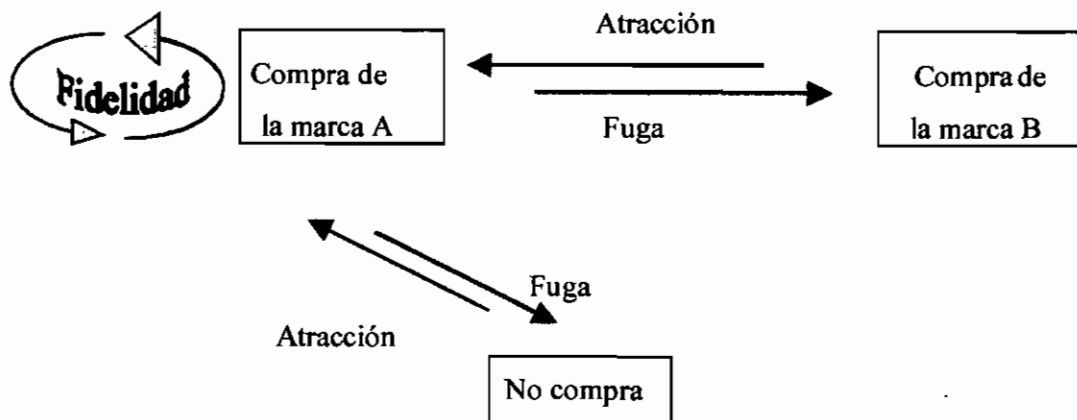 Atracción
Fidelidad
Compra de
la marca A
Compra de
la marca B
Fuga
Fuga
Atracción
No compra